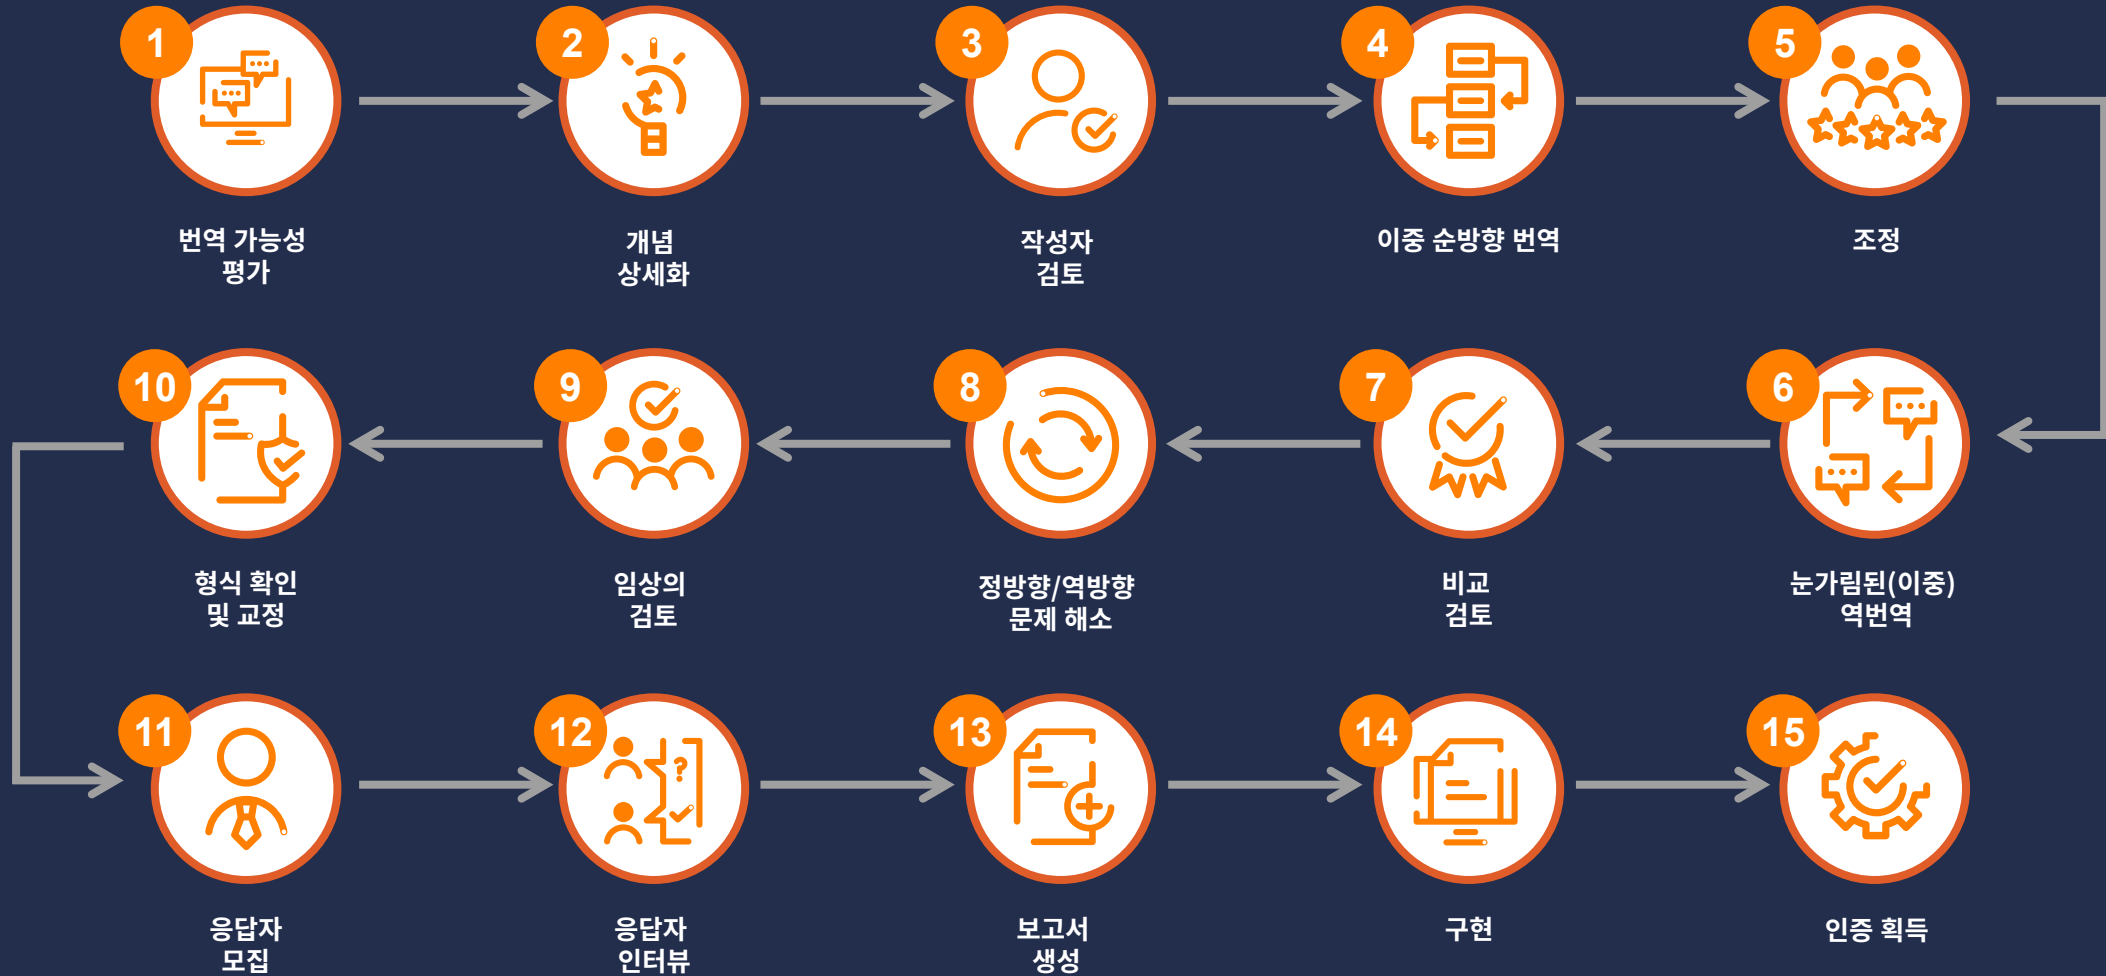 1
번역 가능성
평가
2
개념
상세화
3
작성자
검토
4
이중 순방향 번역
5
조정
6
눈가림된(이중)
역번역
7
비교
검토
8
정방향/역방향
문제 해소
9
임상의
검토
10
형식 확인
및 교정
11
응답자
모집
12
응답자
인터뷰
?
13
보고서
생성
14
구현
15
인증 획득